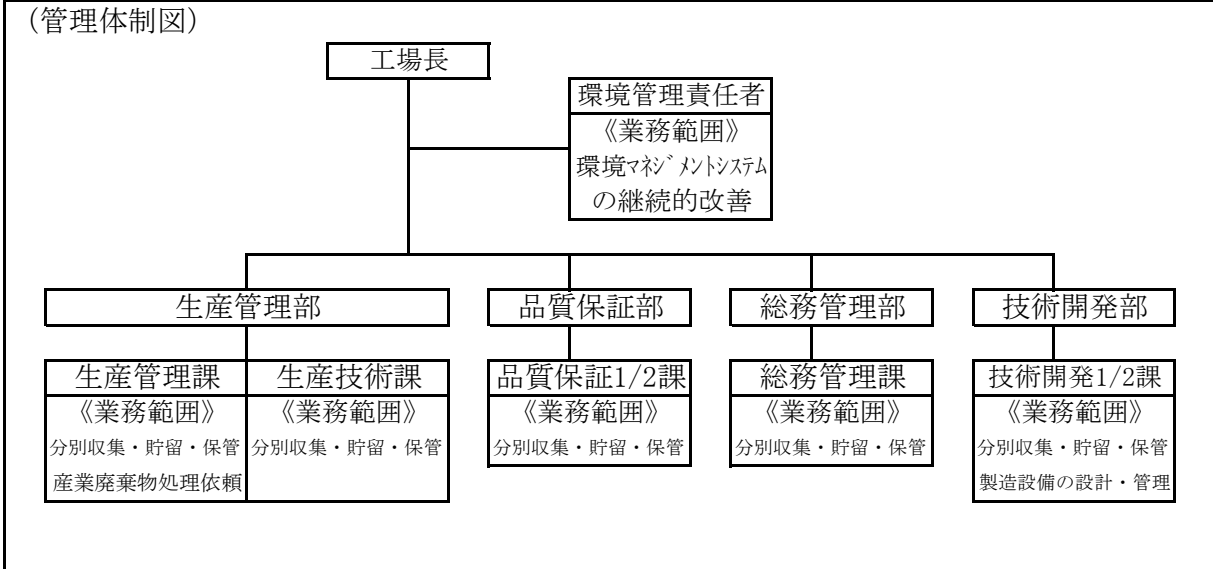 （管理体制図）
工場長
環境管理責任者
《業務範囲》
環境ﾏﾈｼﾞﾒﾝﾄｼｽﾃﾑ
の継続的改善
生産管理部
品質保証部
総務管理部
技術開発部
生産管理課
《業務範囲》
分別収集・貯留・保管
産業廃棄物処理依頼
生産技術課
《業務範囲》
分別収集・貯留・保管
品質保証1/2課
《業務範囲》
分別収集・貯留・保管
総務管理課
《業務範囲》
分別収集・貯留・保管
技術開発1/2課
《業務範囲》
分別収集・貯留・保管
製造設備の設計・管理